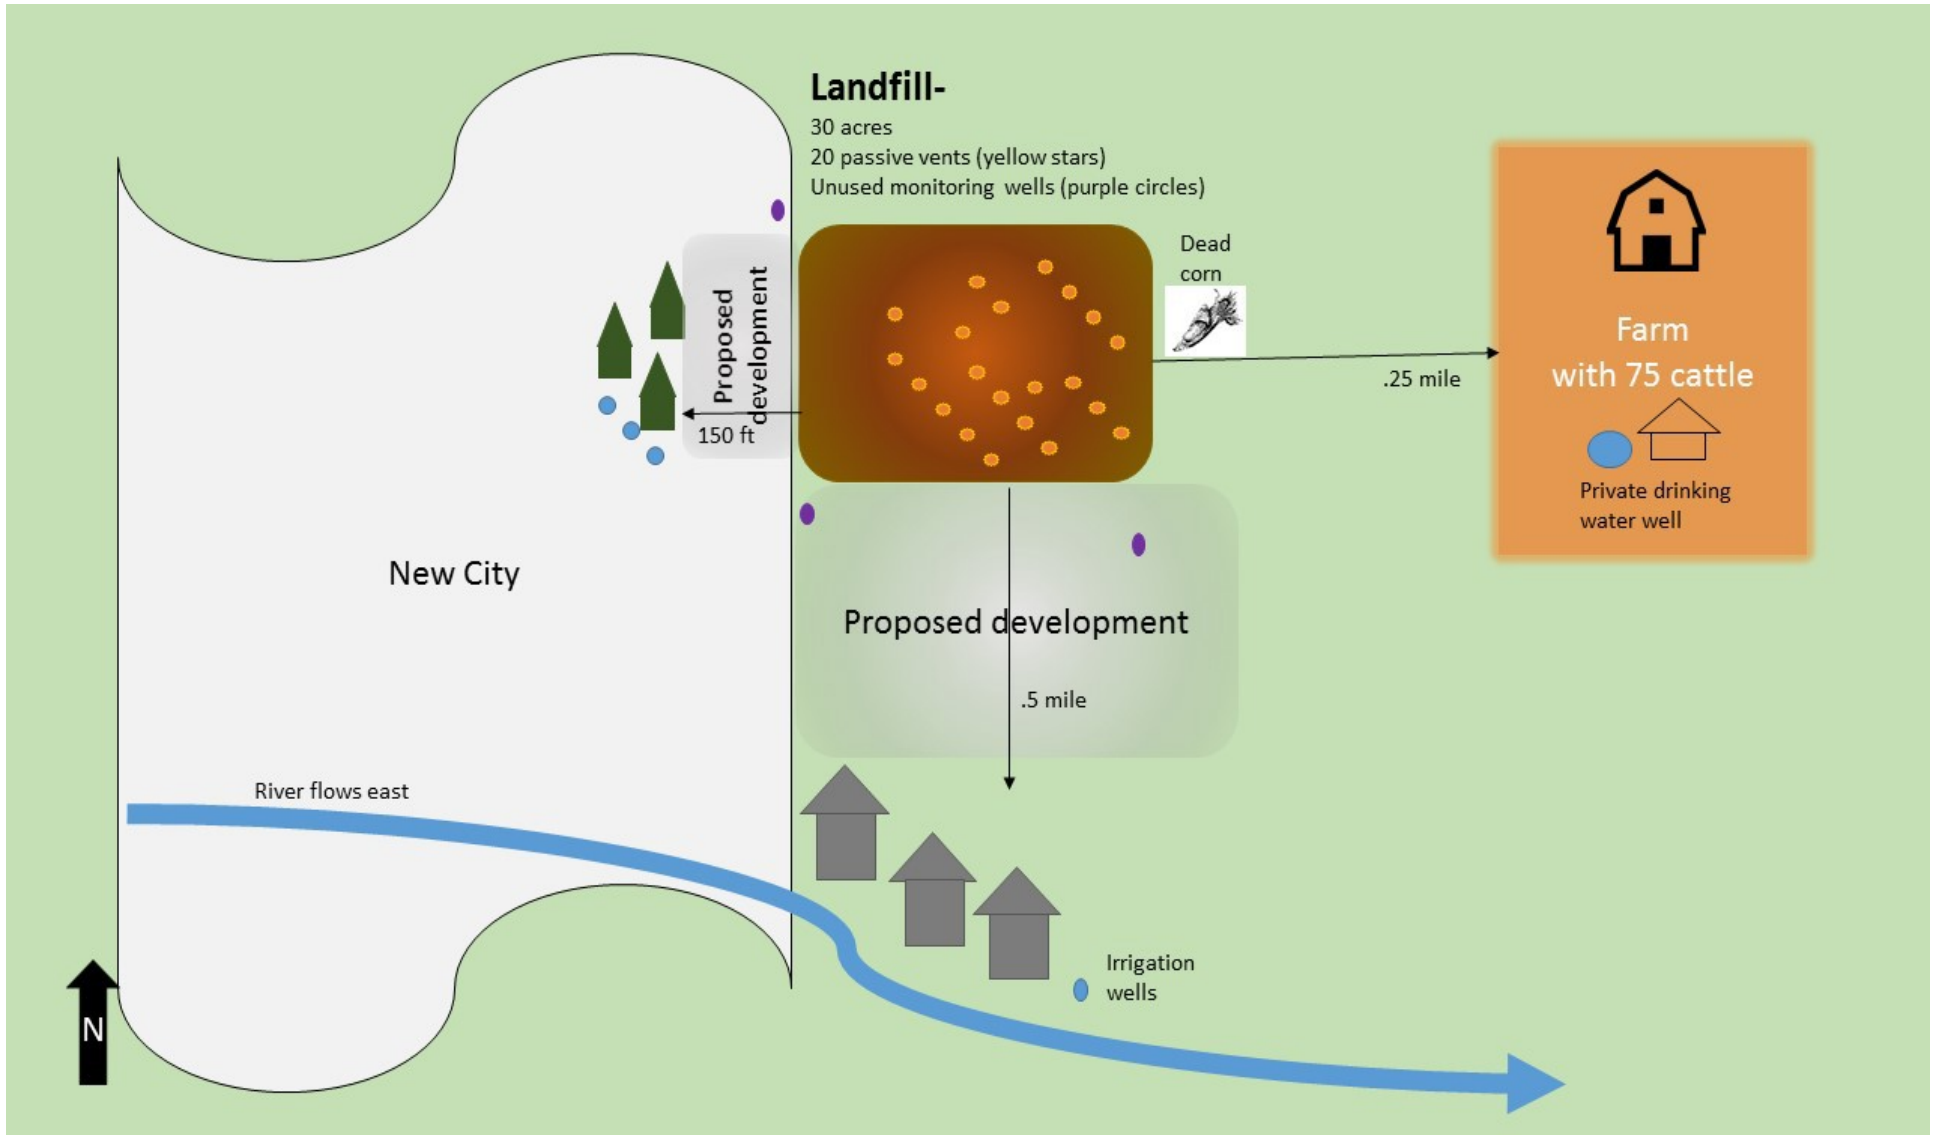 Landfill-
30 acres
20 passive vents (yellow stars)
Unused monitoring wells (purple circles)
Dead
corn
Proposed
development
150 ft
.25 mile
Farm
with 75 cattle
Private drinking
water well
New City
Proposed development
.5 mile
River flows east
Irrigation
wells
N